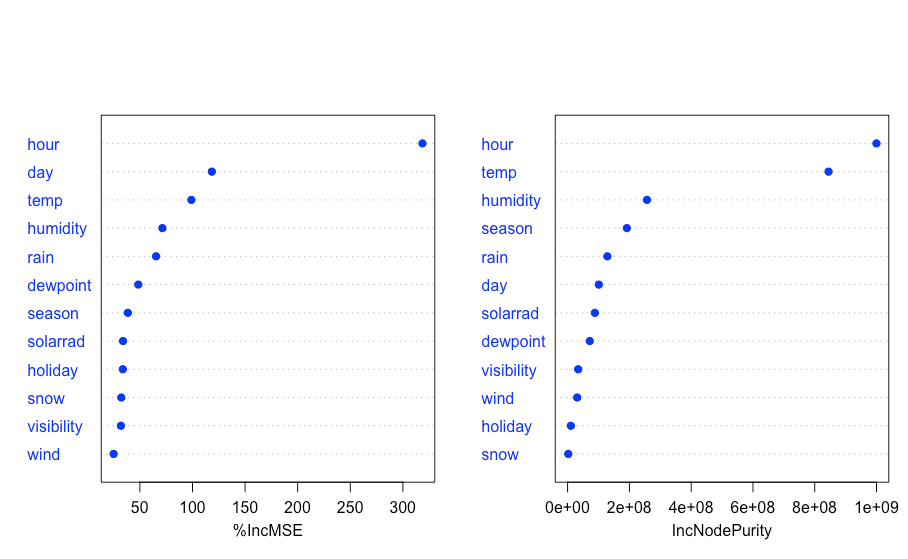 hour
day
temp
humidity
rain
dewpoint
season
solarrad
holiday
snow
visibility
wind
50 100 150 200 250 300
%IncMSE
hour
temp
humidity
season
rain
day
solarrad
dewpoint
visibility
wind
holiday
snow
0e+00 2e+08 4e+08 6e+08 8e+08 1e+09
IncNodePurity